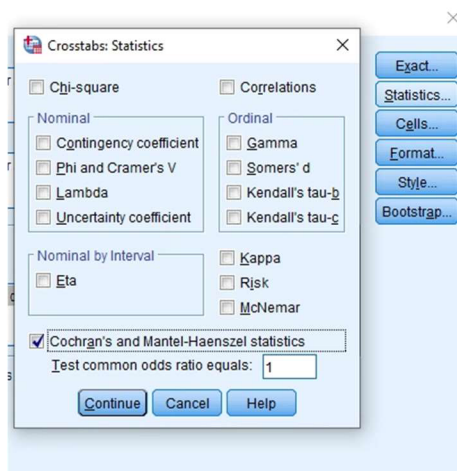 Crosstabs: Statistics
Chi-square
Correlations
Nominal
Contingency coefficient
Phi and Cramer's V
Lambda
Uncertainty coefficient
Ordinal
Gamma
Somers' d
Kendall's tau-b
Kendall's tau-c
Nominal by Interval
Eta
Kappa
Risk
McNemar
Cochran's and Mantel-Haenszel statistics
Test common odds ratio equals: 1
Continue Cancel Help
Exact...
Statistics...
Cells...
Format...
Style...
Bootstrap...